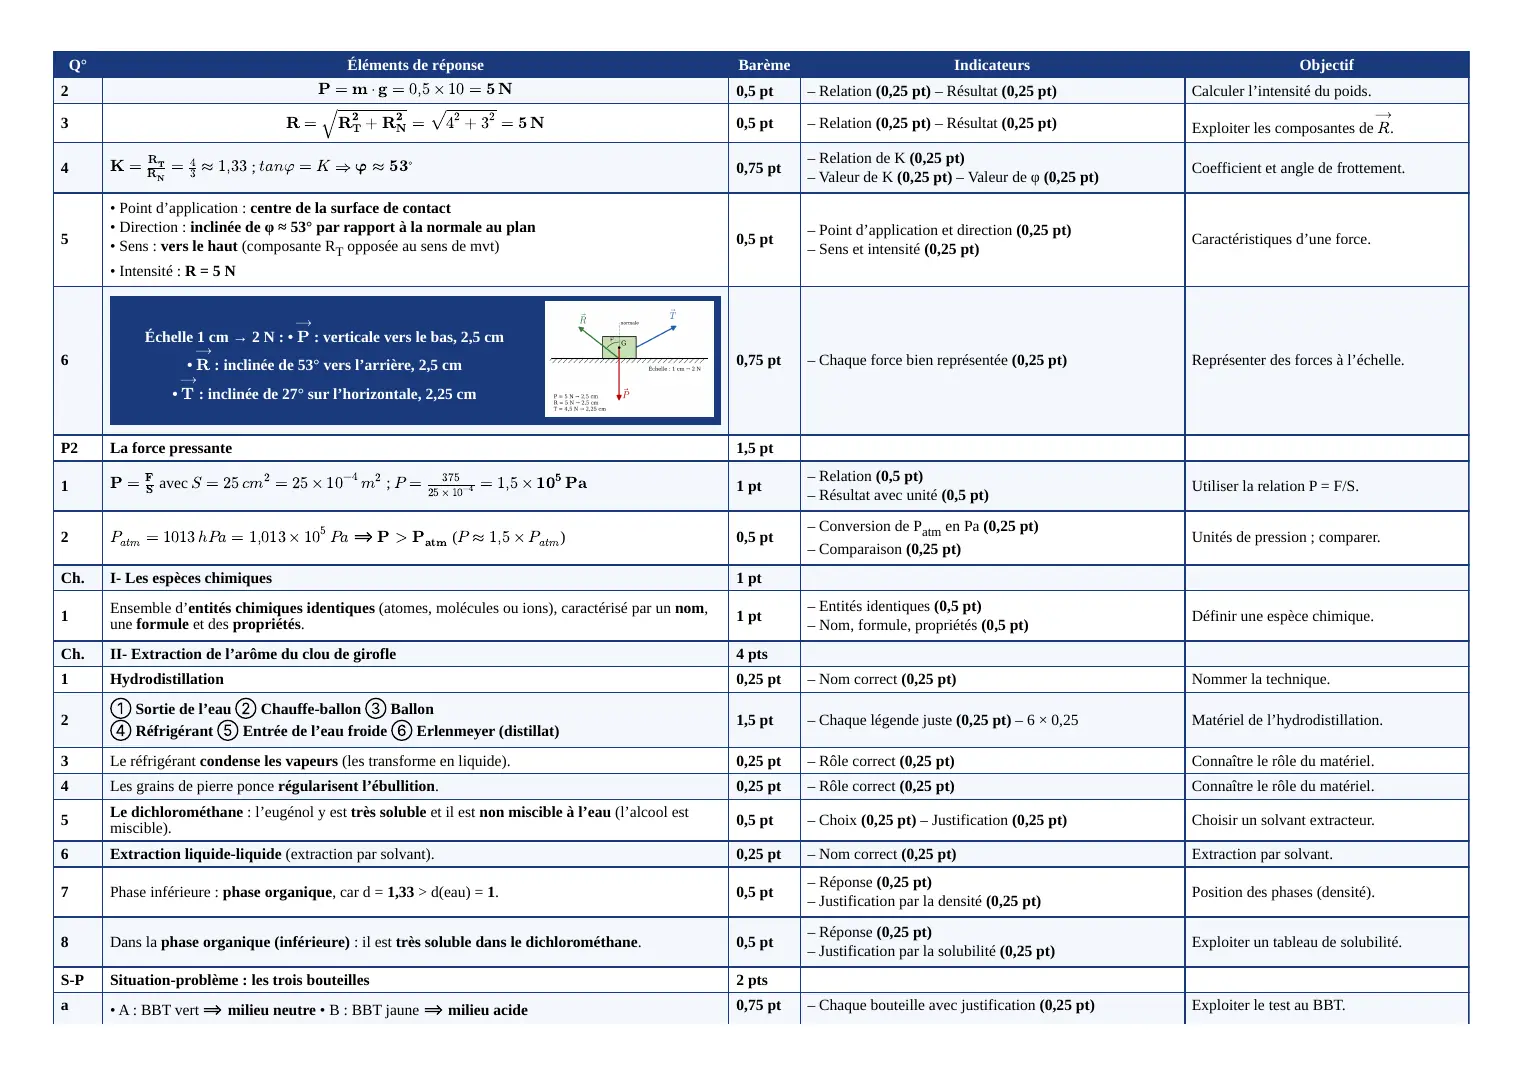 Q° Éléments de réponse Barème Indicateurs Objectif
2 P = m · g = 0,5 × 10 = 5 N 0,5 pt – Relation (0,25 pt) – Résultat (0,25 pt) Calculer l’intensité du poids.
3 R = √(R_T² + R_N²) = √(4² + 3²) = 5 N 0,5 pt – Relation (0,25 pt) – Résultat (0,25 pt) Exploiter les composantes de R⃗.
4 K = R_T/R_N = 4/3 ≈ 1,33 ; tanφ = K ⇒ φ ≈ 53° 0,75 pt – Relation de K (0,25 pt)
– Valeur de K (0,25 pt) – Valeur de φ (0,25 pt) Coefficient et angle de frottement.
5 • Point d’application : centre de la surface de contact
• Direction : inclinée de φ ≈ 53° par rapport à la normale au plan
• Sens : vers le haut (composante R_T opposée au sens de mvt)
• Intensité : R = 5 N
0,5 pt – Point d’application et direction (0,25 pt)
– Sens et intensité (0,25 pt) Caractéristiques d’une force.
6 Échelle 1 cm → 2 N : • P⃗ : verticale vers le bas, 2,5 cm
• R⃗ : inclinée de 53° vers l’arrière, 2,5 cm
• T⃗ : inclinée de 27° sur l’horizontale, 2,25 cm
R⃗ normale T⃗
G
Échelle : 1 cm → 2 N
P⃗
P = 5 N → 2,5 cm
R = 5 N → 2,5 cm
T = 4,5 N → 2,25 cm
0,75 pt – Chaque force bien représentée (0,25 pt) Représenter des forces à l’échelle.
P2 La force pressante 1,5 pt
1 P = F/S avec S = 25 cm² = 25 × 10⁻⁴ m² ; P = 375/(25 × 10⁻⁴) = 1,5 × 10⁵ Pa 1 pt – Relation (0,5 pt)
– Résultat avec unité (0,5 pt) Utiliser la relation P = F/S.
2 P_atm = 1013 hPa = 1,013 × 10⁵ Pa ⟹ P > P_atm (P ≈ 1,5 × P_atm) 0,5 pt – Conversion de P_atm en Pa (0,25 pt)
– Comparaison (0,25 pt) Unités de pression ; comparer.
Ch. I- Les espèces chimiques 1 pt
1 Ensemble d’entités chimiques identiques (atomes, molécules ou ions), caractérisé par un nom,
une formule et des propriétés. 1 pt – Entités identiques (0,5 pt)
– Nom, formule, propriétés (0,5 pt) Définir une espèce chimique.
Ch. II- Extraction de l’arôme du clou de girofle 4 pts
1 Hydrodistillation 0,25 pt – Nom correct (0,25 pt) Nommer la technique.
2 ① Sortie de l’eau ② Chauffe-ballon ③ Ballon
④ Réfrigérant ⑤ Entrée de l’eau froide ⑥ Erlenmeyer (distillat) 1,5 pt – Chaque légende juste (0,25 pt) – 6 × 0,25 Matériel de l’hydrodistillation.
3 Le réfrigérant condense les vapeurs (les transforme en liquide). 0,25 pt – Rôle correct (0,25 pt) Connaître le rôle du matériel.
4 Les grains de pierre ponce régularisent l’ébullition. 0,25 pt – Rôle correct (0,25 pt) Connaître le rôle du matériel.
5 Le dichlorométhane : l’eugénol y est très soluble et il est non miscible à l’eau (l’alcool est
miscible). 0,5 pt – Choix (0,25 pt) – Justification (0,25 pt) Choisir un solvant extracteur.
6 Extraction liquide-liquide (extraction par solvant). 0,25 pt – Nom correct (0,25 pt) Extraction par solvant.
7 Phase inférieure : phase organique, car d = 1,33 > d(eau) = 1. 0,5 pt – Réponse (0,25 pt)
– Justification par la densité (0,25 pt) Position des phases (densité).
8 Dans la phase organique (inférieure) : il est très soluble dans le dichlorométhane. 0,5 pt – Réponse (0,25 pt)
– Justification par la solubilité (0,25 pt) Exploiter un tableau de solubilité.
S-P Situation-problème : les trois bouteilles 2 pts
a • A : BBT vert ⟹ milieu neutre • B : BBT jaune ⟹ milieu acide 0,75 pt – Chaque bouteille avec justification (0,25 pt) Exploiter le test au BBT.